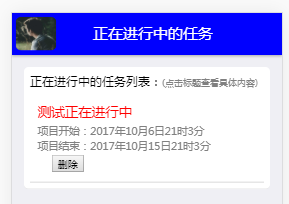 正在进行中的任务
正在进行中的任务列表：(点击标题查看具体内容)
测试正在进行中
项目开始：2017年10月6日21时3分
项目结束：2017年10月15日21时3分
删除